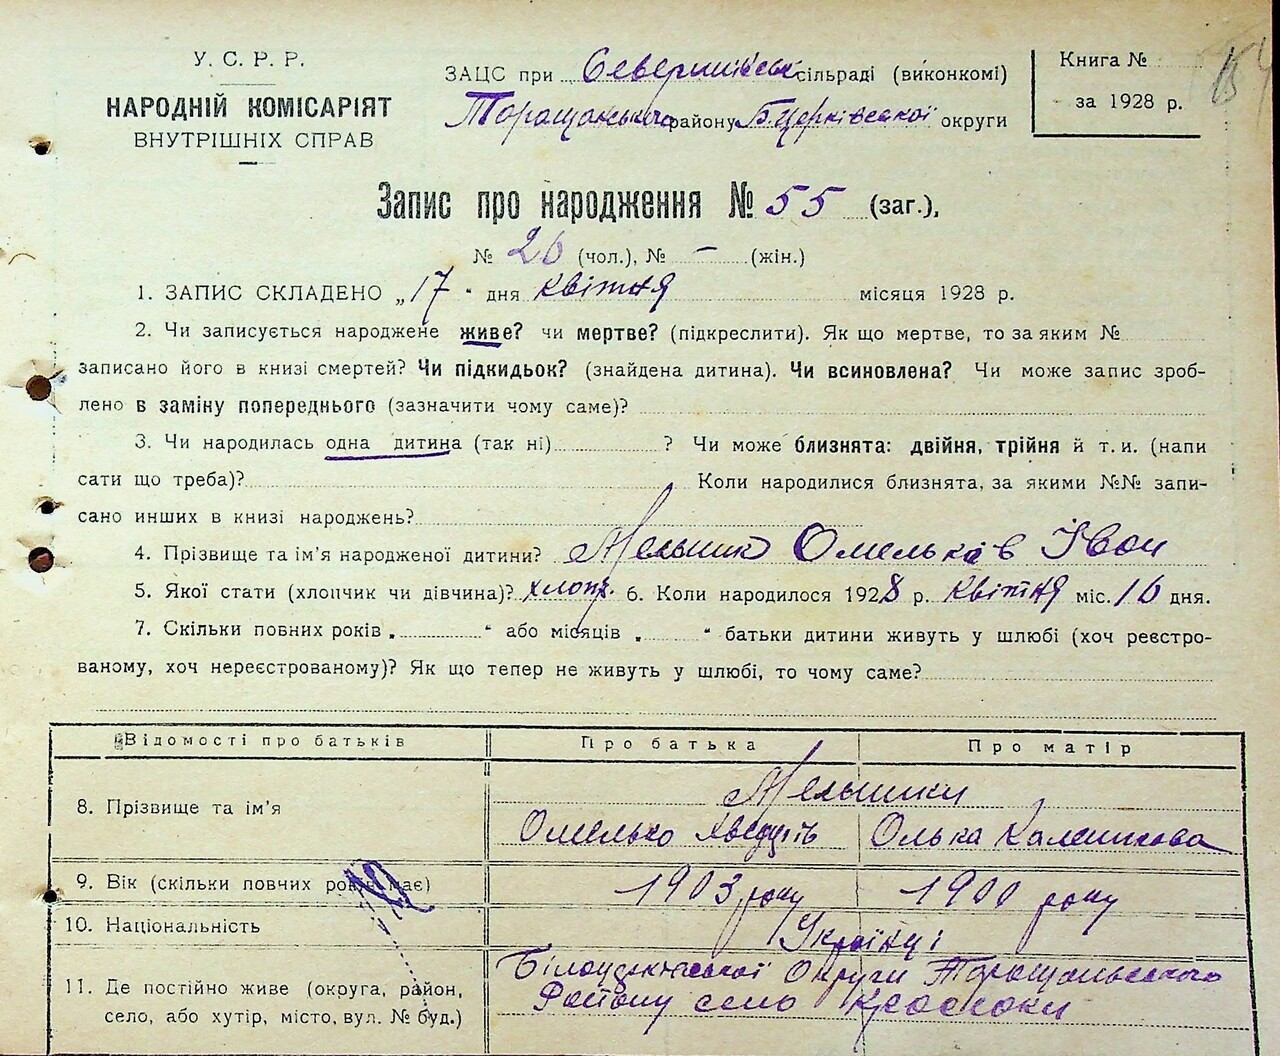 У. С. Р. Р.
НАРОДНІЙ КОМІСАРІЯТ
ВНУТРІШНІХ СПРАВ
ЗАЦС при сільраді (виконкомі)
Таращанського району Б. Церківської округи
Книга №
за 1928 р.
Запис про народження № 55 (заг.),
№ 26 (чол.), № – (жін.)
1. ЗАПИС СКЛАДЕНО „17“ дня квітня місяця 1928 р.
2. Чи записується народжене живе? чи мертве? (підкреслити). Як що мертве, то за яким №
записано його в книзі смертей? Чи підкидьок? (знайдена дитина). Чи всиновлена? Чи може запис зроб-
лено в заміну попереднього (зазначити чому саме)?
3. Чи народилась одна дитина (так ні) ? Чи може близнята: двійня, трійня й т. и. (напи
сати що треба)? Коли народилися близнята, за якими №№ запи-
сано инших в книзі народжень?
4. Прізвище та ім'я народженої дитини? Мельник Омельків Іван
5. Якої стати (хлопчик чи дівчина)? хлопч. 6. Коли народилося 1928 р. квітня міс. 16 дня.
7. Скільки повних років „ “ або місяців „ “ батьки дитини живуть у шлюбі (хоч реєстро-
ваному, хоч нереєстрованому)? Як що тепер не живуть у шлюбі, то чому саме?
Відомості про батьків Про батька Про матір
8. Прізвище та ім'я Мельники
Омелько Олька
9. Вік (скільки повних років має) 1903 року 1900 року
10. Національність Українці
11. Де постійно живе (округа, район,
село, або хутір, місто, вул. № буд.)
Округи Таращанського
Району село